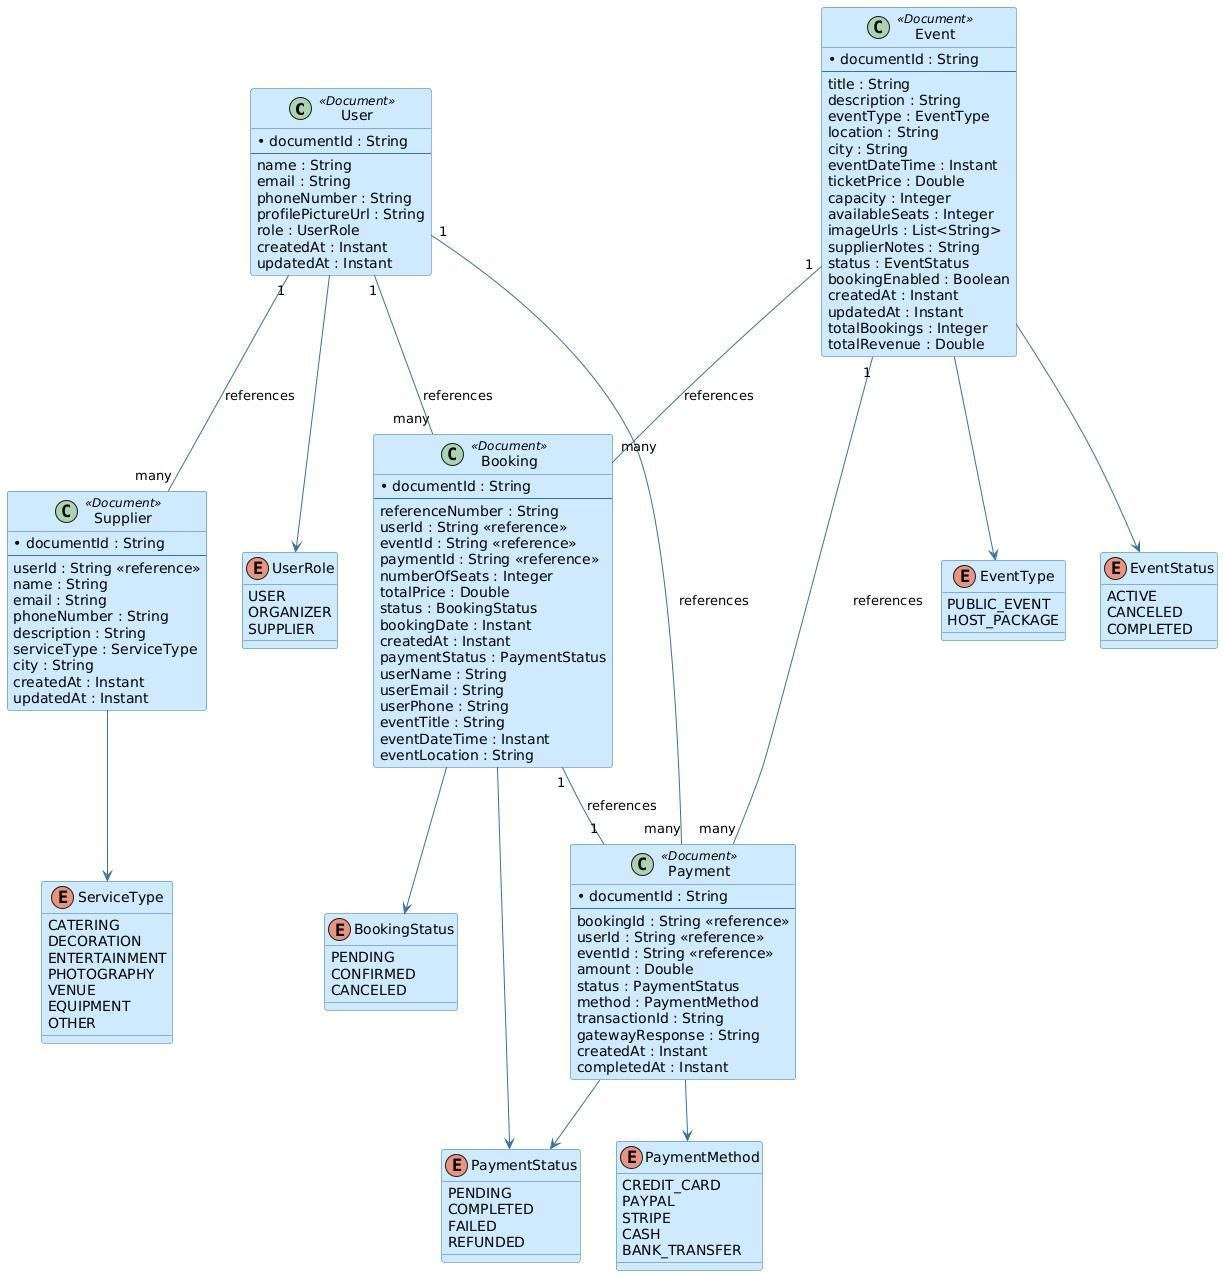 C «Document» Event
• documentId : String
title : String
description : String
eventType : EventType
location : String
city : String
eventDateTime : Instant
ticketPrice : Double
capacity : Integer
availableSeats : Integer
imageUrls : List<String>
supplierNotes : String
status : EventStatus
bookingEnabled : Boolean
createdAt : Instant
updatedAt : Instant
totalBookings : Integer
totalRevenue : Double
C «Document» User
• documentId : String
name : String
email : String
phoneNumber : String
profilePictureUrl : String
role : UserRole
createdAt : Instant
updatedAt : Instant
1
1
1
1
1
references
references
references
many
many
many
C «Document» Supplier
• documentId : String
userId : String «reference»
name : String
email : String
phoneNumber : String
description : String
serviceType : ServiceType
city : String
createdAt : Instant
updatedAt : Instant
E UserRole
USER
ORGANIZER
SUPPLIER
C «Document» Booking
• documentId : String
referenceNumber : String
userId : String «reference»
eventId : String «reference»
paymentId : String «reference»
numberOfSeats : Integer
totalPrice : Double
status : BookingStatus
bookingDate : Instant
createdAt : Instant
paymentStatus : PaymentStatus
userName : String
userEmail : String
userPhone : String
eventTitle : String
eventDateTime : Instant
eventLocation : String
references
references
E EventType
PUBLIC_EVENT
HOST_PACKAGE
E EventStatus
ACTIVE
CANCELED
COMPLETED
1
references
1
many
many
E ServiceType
CATERING
DECORATION
ENTERTAINMENT
PHOTOGRAPHY
VENUE
EQUIPMENT
OTHER
E BookingStatus
PENDING
CONFIRMED
CANCELED
C «Document» Payment
• documentId : String
bookingId : String «reference»
userId : String «reference»
eventId : String «reference»
amount : Double
status : PaymentStatus
method : PaymentMethod
transactionId : String
gatewayResponse : String
createdAt : Instant
completedAt : Instant
E PaymentStatus
PENDING
COMPLETED
FAILED
REFUNDED
E PaymentMethod
CREDIT_CARD
PAYPAL
STRIPE
CASH
BANK_TRANSFER